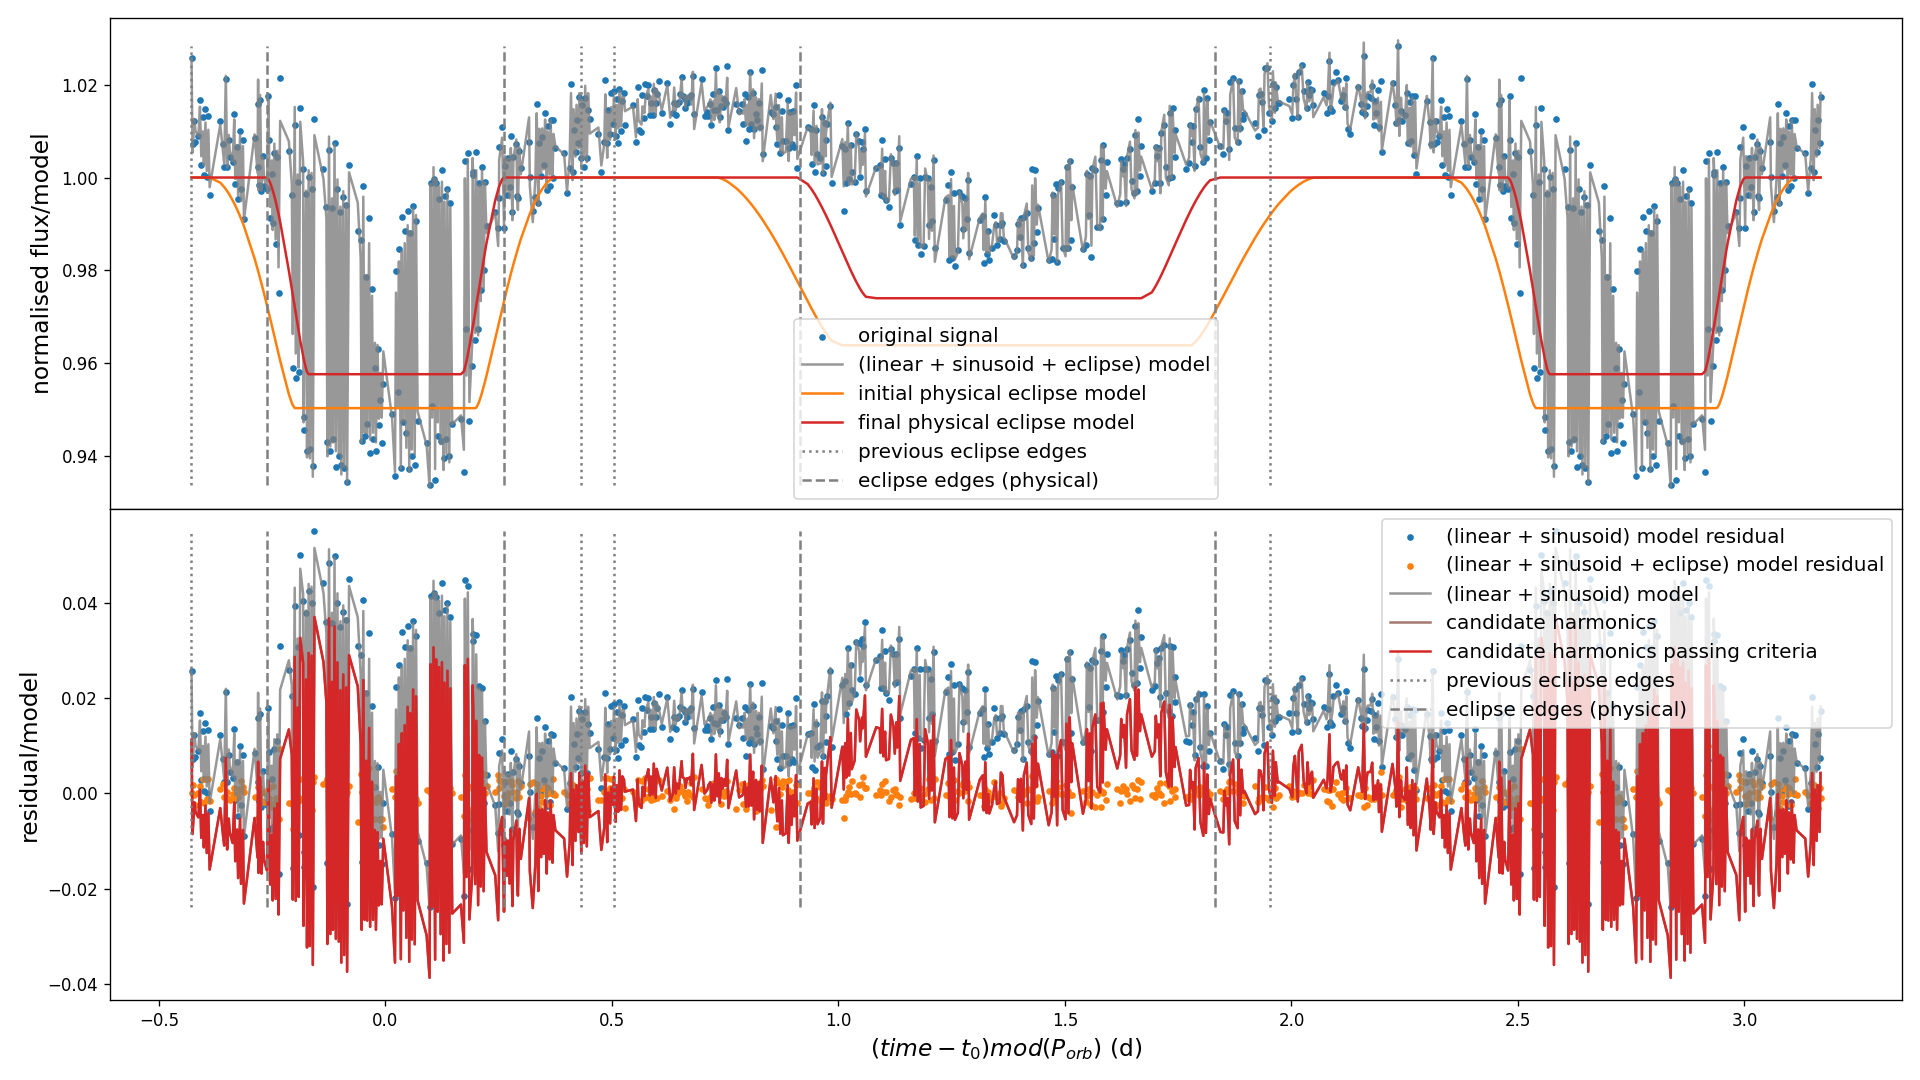 normalised flux/model
1.02
1.00
0.98
0.96
0.94
original signal
(linear + sinusoid + eclipse) model
initial physical eclipse model
final physical eclipse model
previous eclipse edges
eclipse edges (physical)
residual/model
0.04
0.02
0.00
−0.02
−0.04
(linear + sinusoid) model residual
(linear + sinusoid + eclipse) model residual
(linear + sinusoid) model
candidate harmonics
candidate harmonics passing criteria
previous eclipse edges
eclipse edges (physical)
−0.5 0.0 0.5 1.0 1.5 2.0 2.5 3.0
(time − t₀)mod(P_{orb}) (d)